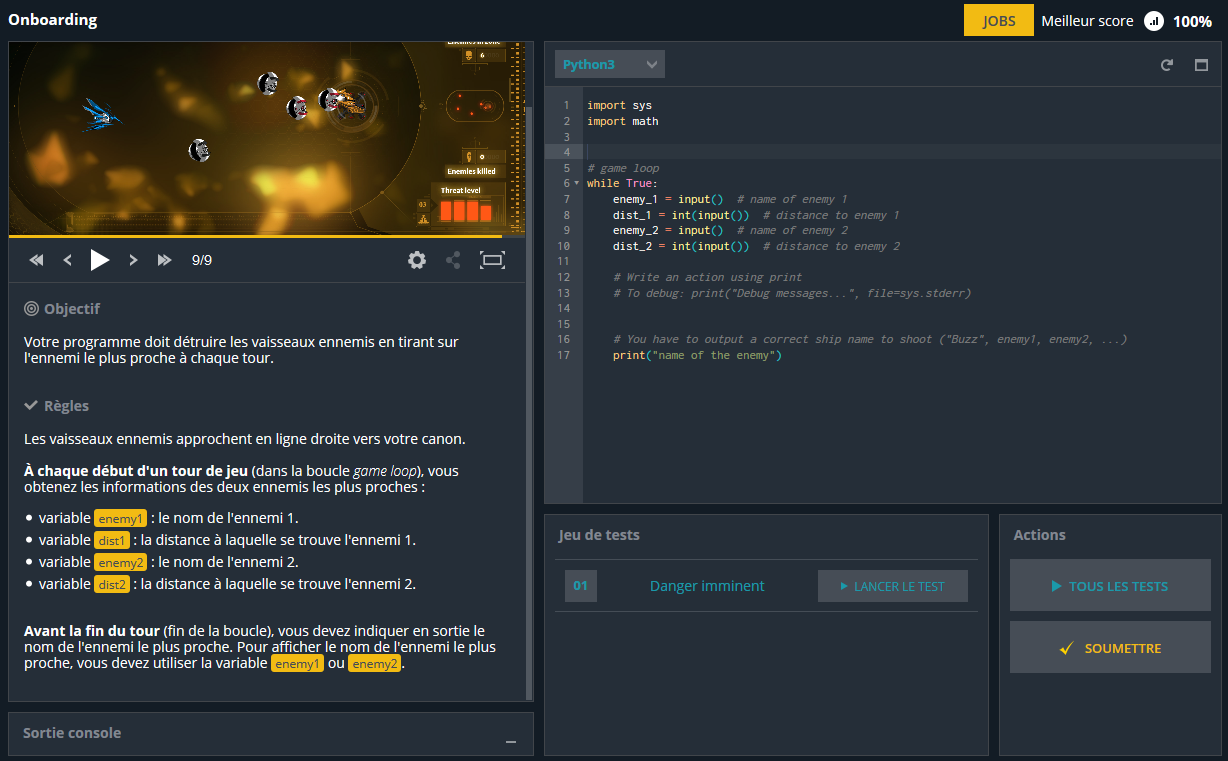 Onboarding
JOBS
Meilleur score
100%
Enemies in zone
6
0
Enemies killed
Threat level
03
9/9
Objectif
Votre programme doit détruire les vaisseaux ennemis en tirant sur
l'ennemi le plus proche à chaque tour.
Règles
Les vaisseaux ennemis approchent en ligne droite vers votre canon.
À chaque début d'un tour de jeu (dans la boucle game loop), vous
obtenez les informations des deux ennemis les plus proches :
• variable enemy1 : le nom de l'ennemi 1.
• variable dist1 : la distance à laquelle se trouve l'ennemi 1.
• variable enemy2 : le nom de l'ennemi 2.
• variable dist2 : la distance à laquelle se trouve l'ennemi 2.
Avant la fin du tour (fin de la boucle), vous devez indiquer en sortie le
nom de l'ennemi le plus proche. Pour afficher le nom de l'ennemi le plus
proche, vous devez utiliser la variable enemy1 ou enemy2.
Sortie console
Python3
1 import sys
2 import math
3
4
5 # game loop
6 while True:
7 enemy_1 = input()  # name of enemy 1
8 dist_1 = int(input())  # distance to enemy 1
9 enemy_2 = input()  # name of enemy 2
10 dist_2 = int(input())  # distance to enemy 2
11
12 # Write an action using print
13 # To debug: print("Debug messages...", file=sys.stderr)
14
15
16 # You have to output a correct ship name to shoot ("Buzz", enemy1, enemy2, ...)
17 print("name of the enemy")
Jeu de tests
01
Danger imminent
LANCER LE TEST
Actions
TOUS LES TESTS
SOUMETTRE